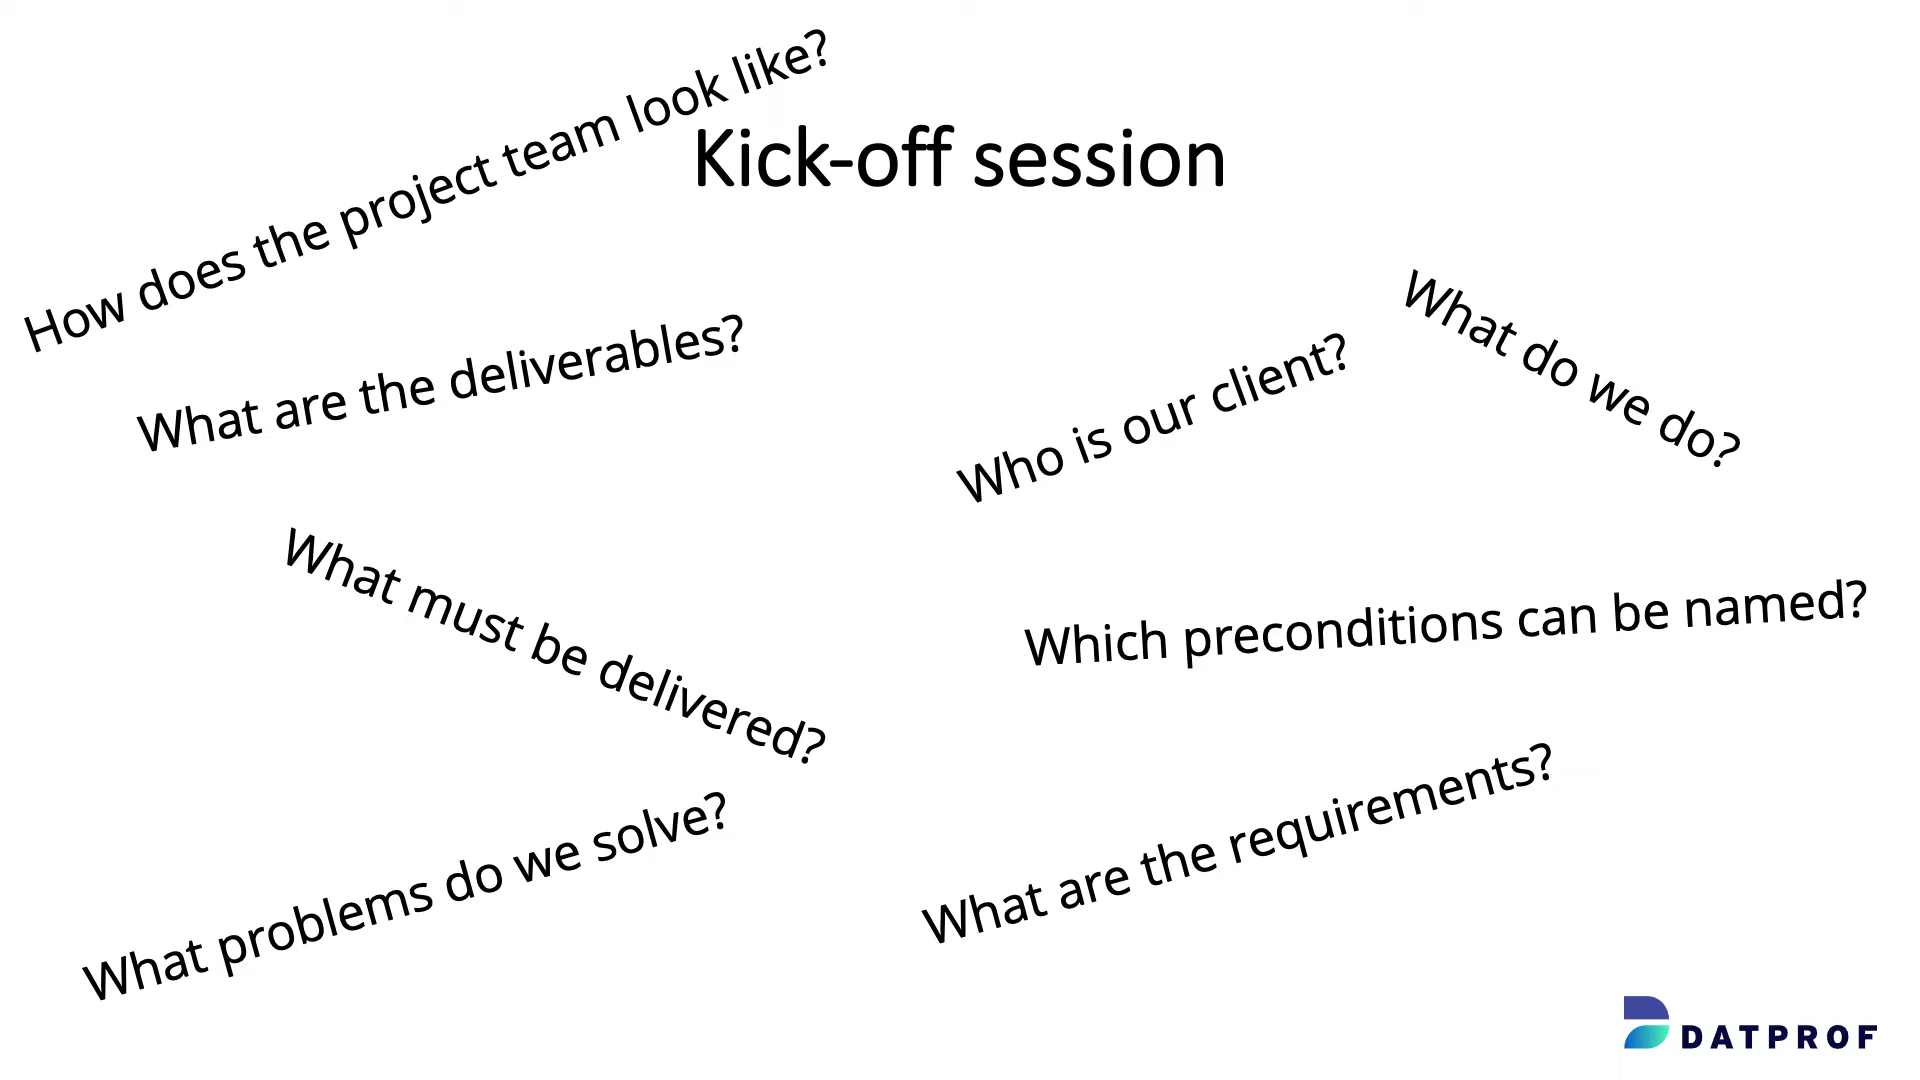 How does the project team look like?
Kick-off session
What are the deliverables?
Who is our client?
What do we do?
What must be delivered?
Which preconditions can be named?
What problems do we solve?
What are the requirements?
DATPROF